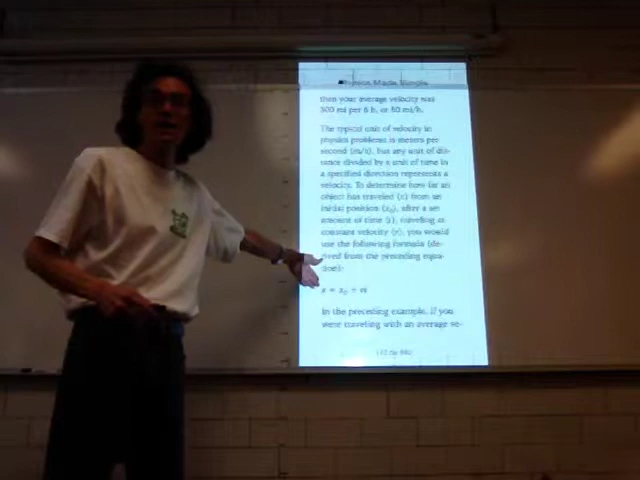 Physics Made Simple
then your average velocity was
300 mi per 6 h, or 50 mi/h.
The typical unit of velocity in
physics problems is meters per
second (m/s), but any unit of dis-
tance divided by a unit of time in
a specified direction represents a
velocity. To determine how far an
object has traveled (x) from an
initial position (x₀), after a set
amount of time (t), traveling at
constant velocity (v), you would
use the following formula (de-
rived from the preceding equa-
tion):
x = x₀ + vt
In the preceding example, if you
were traveling with an average ve-